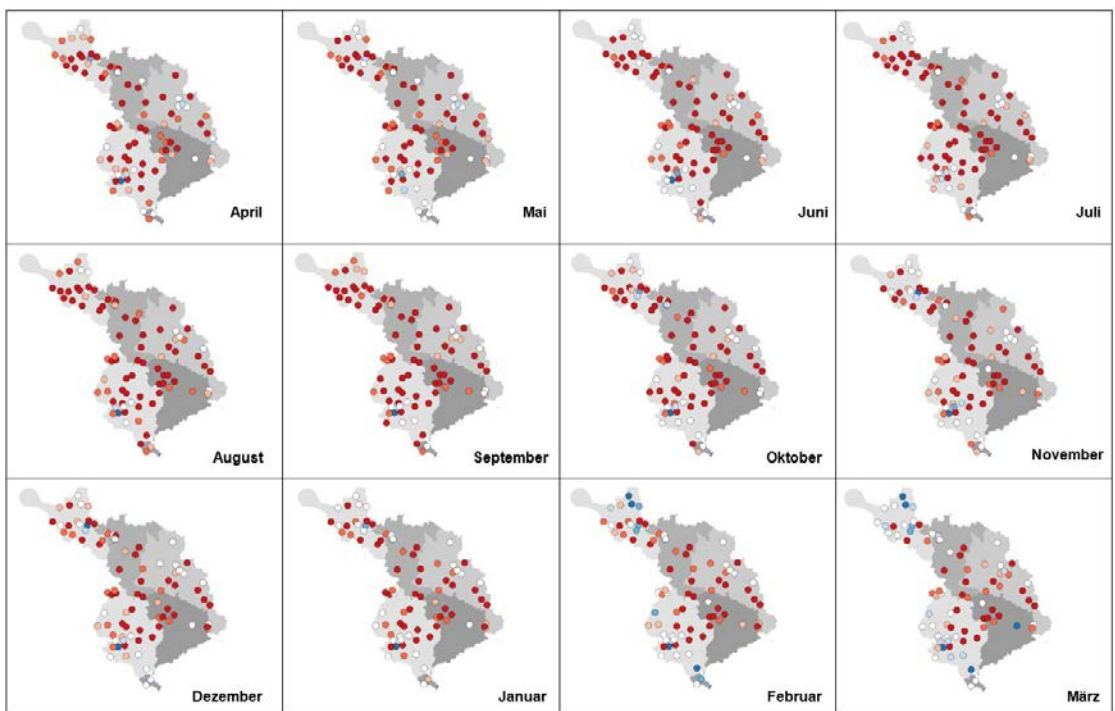 April
Mai
Juni
Juli
August
September
Oktober
November
Dezember
Januar
Februar
März